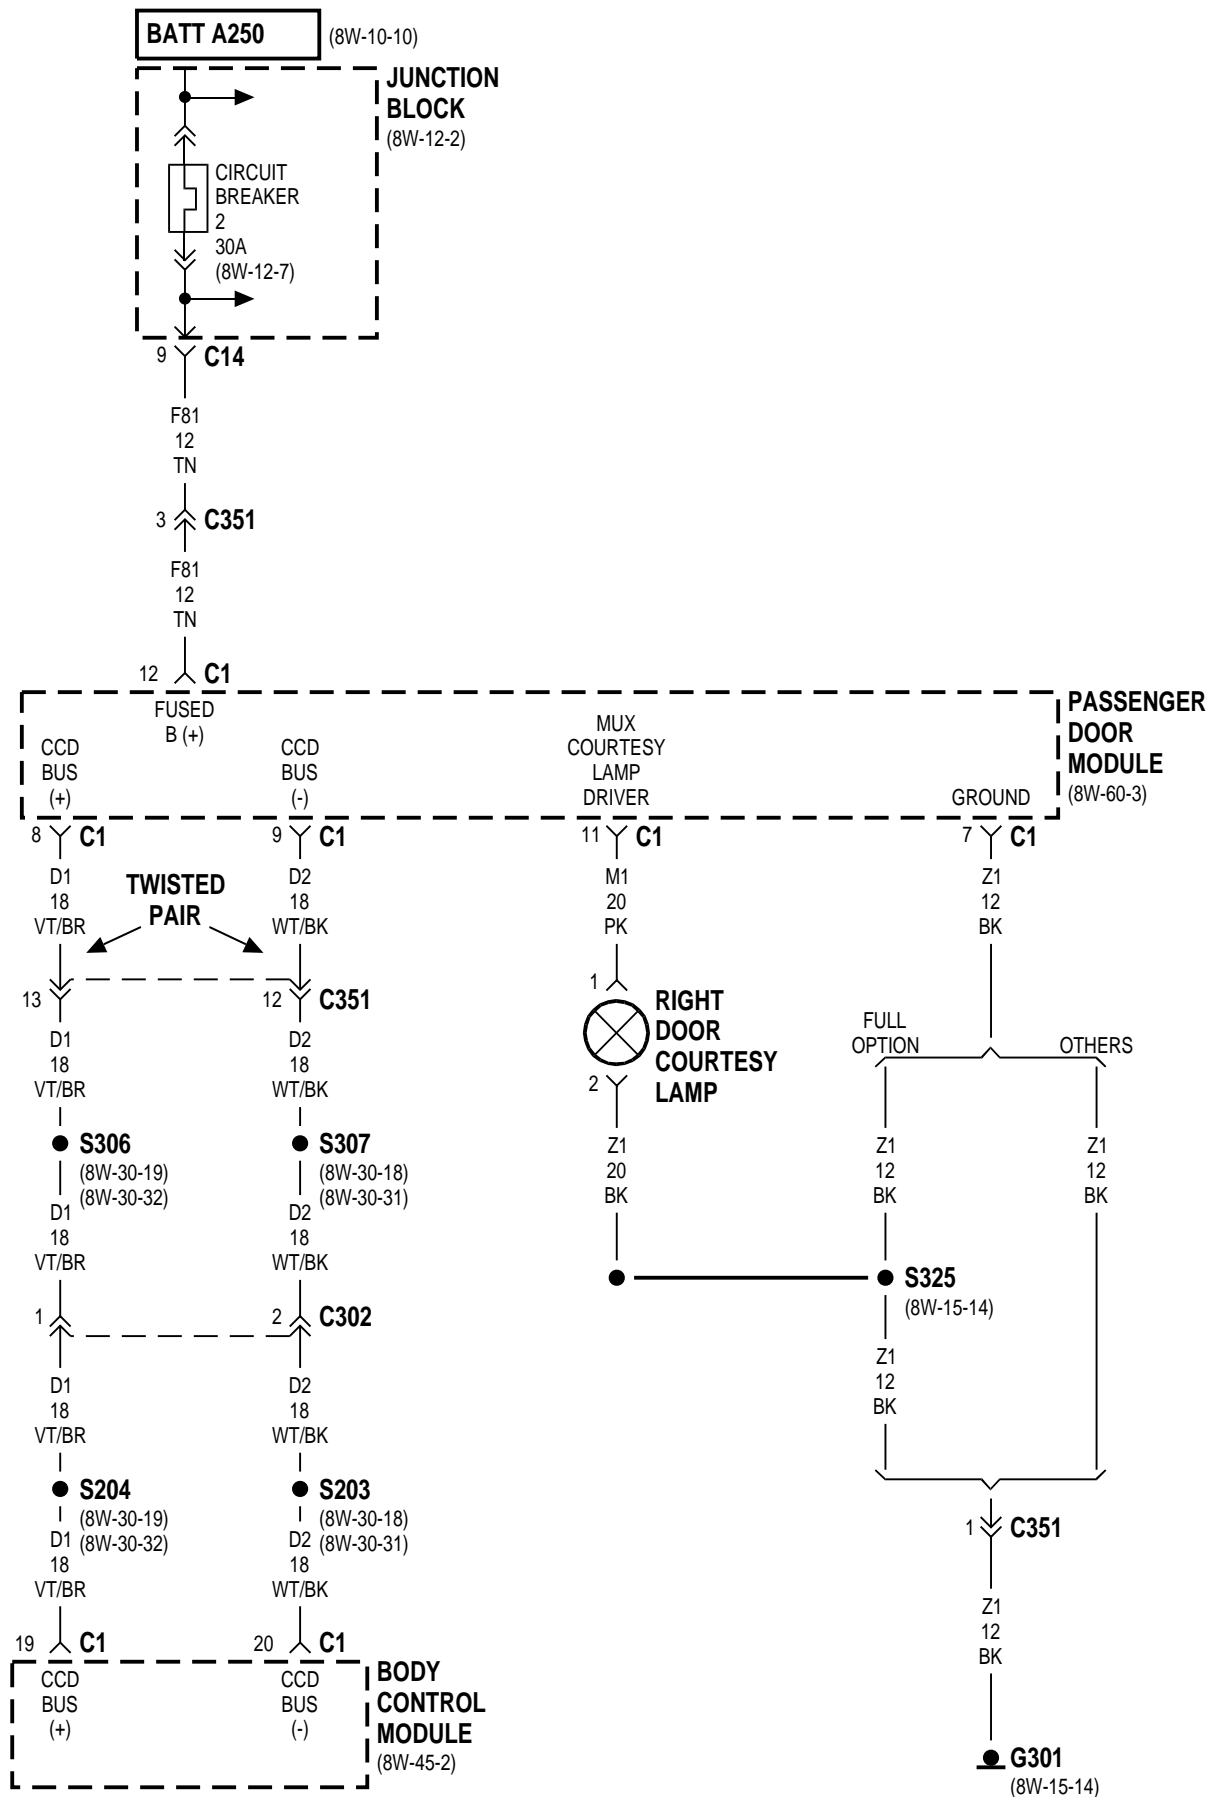 BATT A250 (8W-10-10)
JUNCTION
BLOCK
(8W-12-2)
CIRCUIT
BREAKER
2
30A
(8W-12-7)
9 C14
F81
12
TN
3 C351
F81
12
TN
12 C1
PASSENGER
DOOR
MODULE
(8W-60-3)
FUSED
B (+)
CCD
BUS
(+)
CCD
BUS
(-)
MUX
COURTESY
LAMP
DRIVER
GROUND
8 C1
9 C1
11 C1
7 C1
D1
18
VT/BR
TWISTED
PAIR
D2
18
WT/BK
M1
20
PK
Z1
12
BK
13
12 C351
1
RIGHT
DOOR
COURTESY
LAMP
2
FULL
OPTION
OTHERS
D1
18
VT/BR
D2
18
WT/BK
S306
(8W-30-19)
(8W-30-32)
S307
(8W-30-18)
(8W-30-31)
Z1
20
BK
Z1
12
BK
Z1
12
BK
D1
18
VT/BR
D2
18
WT/BK
S325
(8W-15-14)
1
2 C302
Z1
12
BK
D1
18
VT/BR
D2
18
WT/BK
S204
(8W-30-19)
(8W-30-32)
S203
(8W-30-18)
(8W-30-31)
1 C351
D1
18
VT/BR
D2
18
WT/BK
Z1
12
BK
19 C1
20 C1
CCD
BUS
(+)
CCD
BUS
(-)
BODY
CONTROL
MODULE
(8W-45-2)
G301
(8W-15-14)